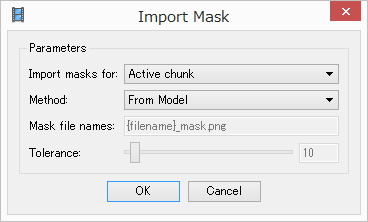 Import Mask
Parameters
Import masks for: Active chunk
Method: From Model
Mask file names: {filename}_mask.png
Tolerance: 10
OK Cancel